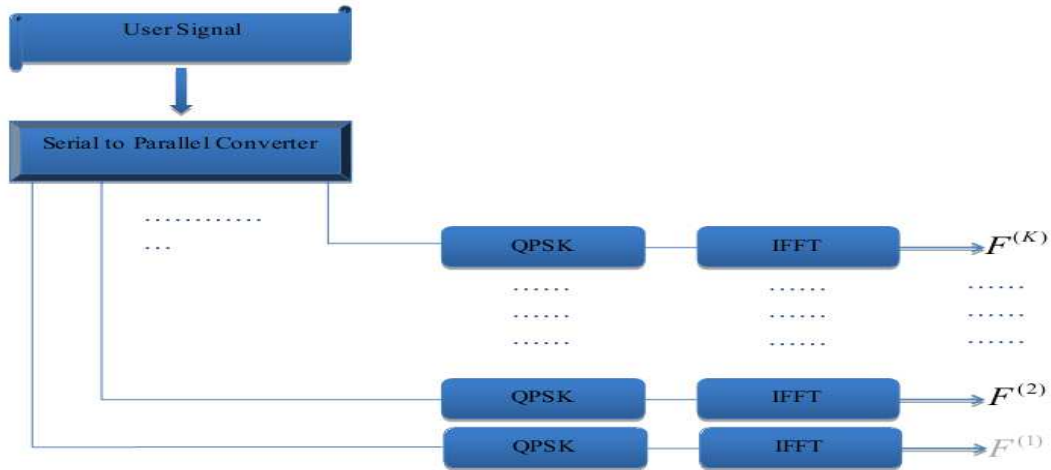 User Signal
Serial to Parallel Converter
............
...
QPSK IFFT F^(K)
...... ...... ......
...... ...... ......
...... ...... ......
QPSK IFFT F^(2)
QPSK IFFT F^(1)